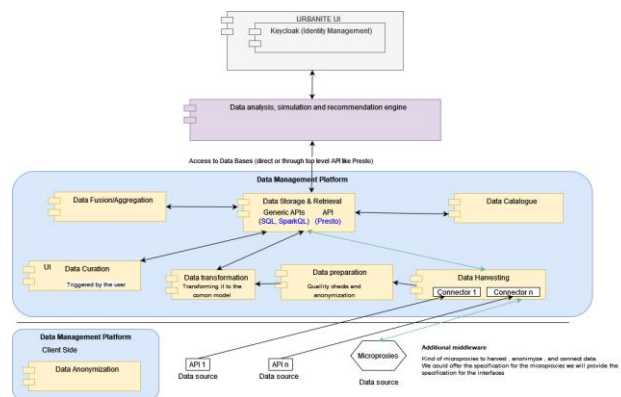 URBANITE UI
Keycloak (Identity Management)
Data analysis, simulation and recommendation engine
Access to Data Bases (direct or through top level API like Presto)
Data Management Platform
Data Fusion/Aggregation
Data Storage & Retrieval
Generic APIs API
(SQL, SparkQL) (Presto)
Data Catalogue
UI Data Curation
Triggered by the user
Data transformation
Transforming it to the comon model
Data preparation
Quality checks and anonymization
Data Harvesting
Connector 1
Connector n
Data Management Platform
Client Side
Data Anonymization
API 1
Data source
API n
Data source
Microproxies
Data source
Additional middleware
Kind of microproxies to harvest , anonimyse , and connect data.
We could offer the specification for the microproxies we will provide the
specification for the interfaces